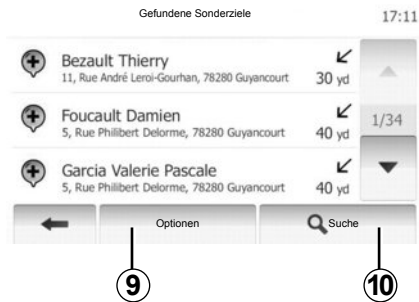 Gefundene Sonderziele 17:11
Bezault Thierry
11, Rue André Leroi-Gourhan, 78280 Guyancourt 30 yd
Foucault Damien
5, Rue Philibert Delorme, 78280 Guyancourt 40 yd
1/34
Garcia Valerie Pascale
5, Rue Philibert Delorme, 78280 Guyancourt 40 yd
Optionen Suche
9 10